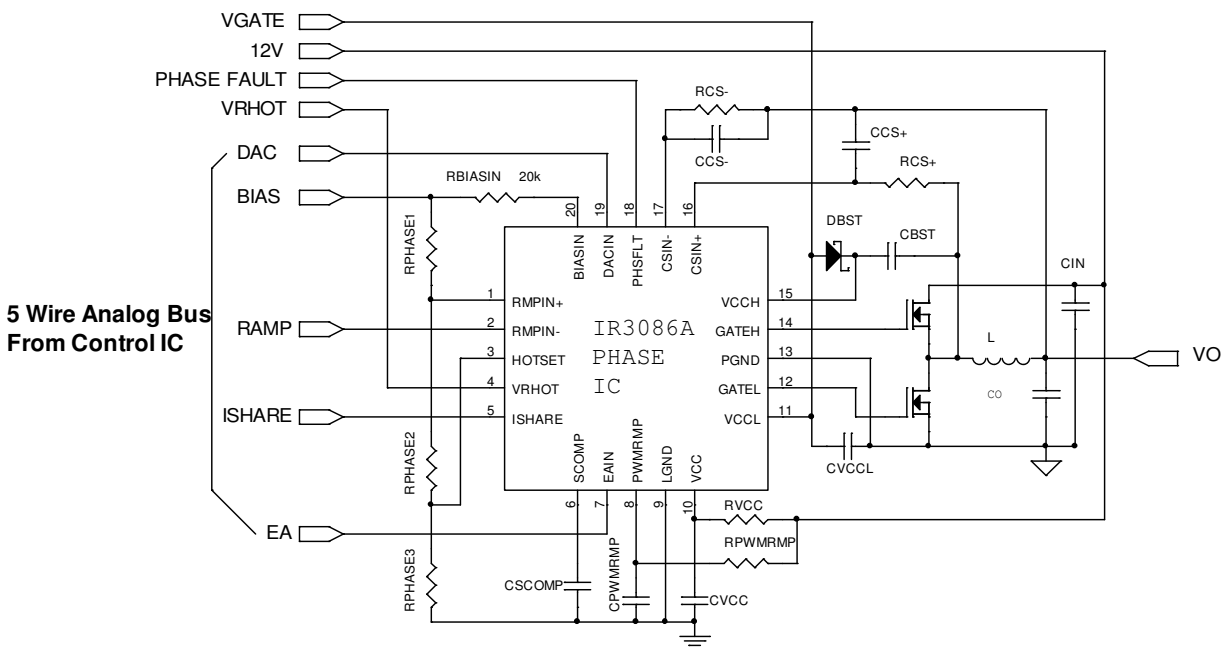 VGATE
12V
PHASE FAULT
VRHOT
DAC
BIAS
5 Wire Analog Bus
From Control IC
RAMP
ISHARE
EA
RBIASIN 20k
RPHASE1
RPHASE2
RPHASE3
RCS-
CCS-
CCS+
RCS+
DBST
CBST
CIN
20
19
18
17
16
BIASIN
DACIN
PHSFLT
CSIN-
CSIN+
1 RMPIN+
2 RMPIN-
3 HOTSET
4 VRHOT
5 ISHARE
IR3086A
PHASE
IC
VCCH 15
GATEH 14
PGND 13
GATEL 12
VCCL 11
SCOMP
EAIN
PWMRMP
LGND
VCC
6
7
8
9
10
L
CO
VO
CVCCL
RVCC
RPWMRMP
CSCOMP
CPWMRMP
CVCC